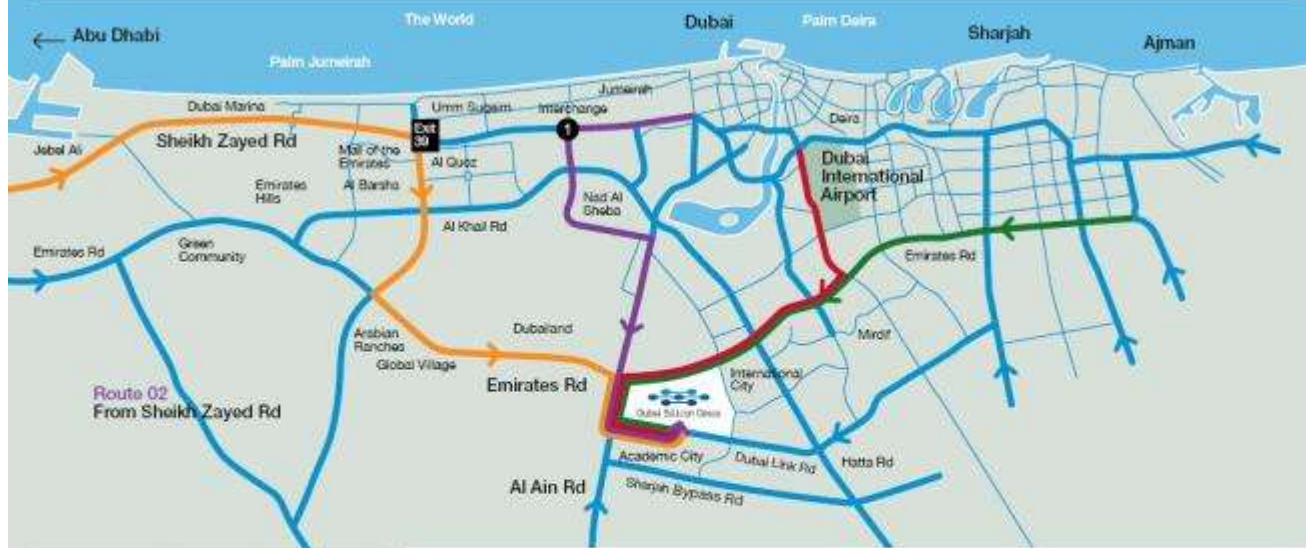 The World
Dubai
Palm Deira
Sharjah
Abu Dhabi
Ajman
Palm Jumeirah
Jumeirah
Dubai Marina
Umm Suqeim
Interchange
1
Deira
Exit
39
Sheikh Zayed Rd
Jebel Ali
Mall of the
Emirates
Al Quoz
Dubai
International
Airport
Emirates
Hills
Al Barsha
Nad Al
Sheba
Al Khail Rd
Emirates Rd
Green
Community
Emirates Rd
Arabian
Ranches
Dubailand
Mirdif
Global Village
International
City
Emirates Rd
Route 02
From Sheikh Zayed Rd
Dubai Silicon Oasis
Academic City
Dubai Link Rd
Hatta Rd
Al Ain Rd
Sharjah Bypass Rd